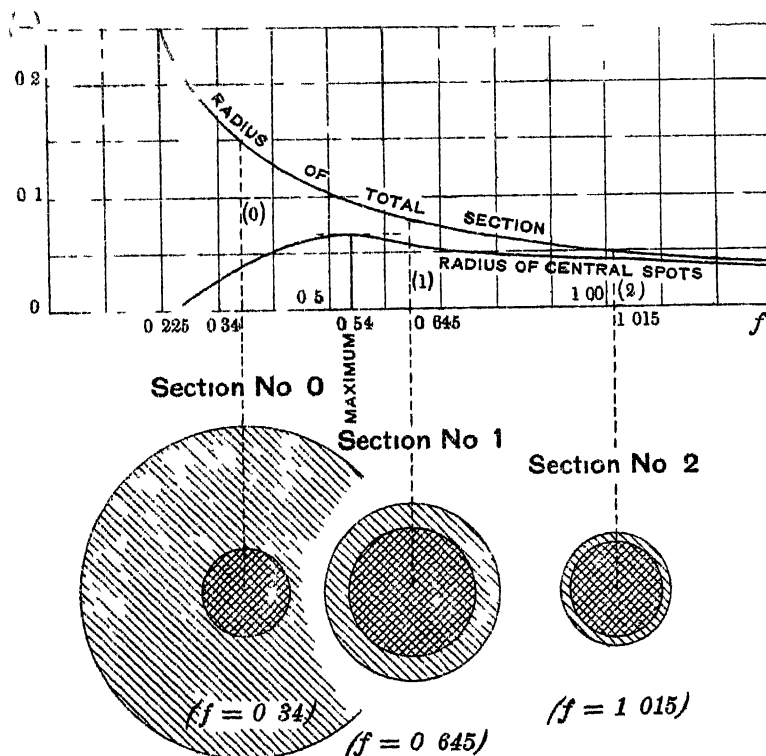 (—)
0 2
RADIUS OF TOTAL SECTION
0 1
(0)
RADIUS OF CENTRAL SPOTS
(1)
1 00 (2)
0 5
0
0 225 0 34 0 54 0 645 1 015 f
MAXIMUM
Section No 0
Section No 1
Section No 2
(f = 0 34)
(f = 0 645)
(f = 1 015)